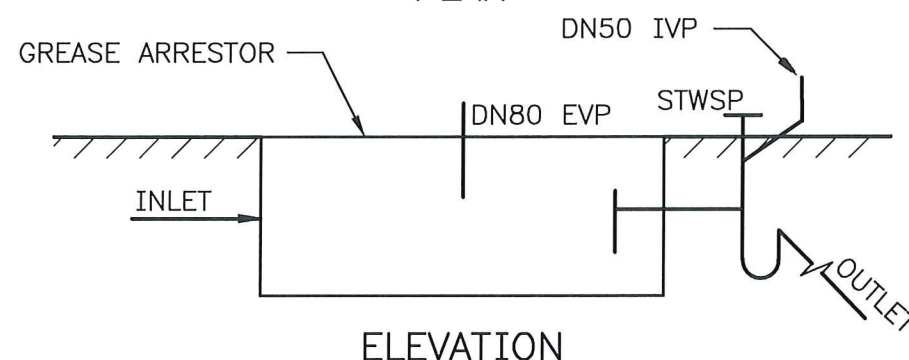 DN50 IVP
GREASE ARRESTOR
STWSP
DN80 EVP
INLET
OUTLET
ELEVATION